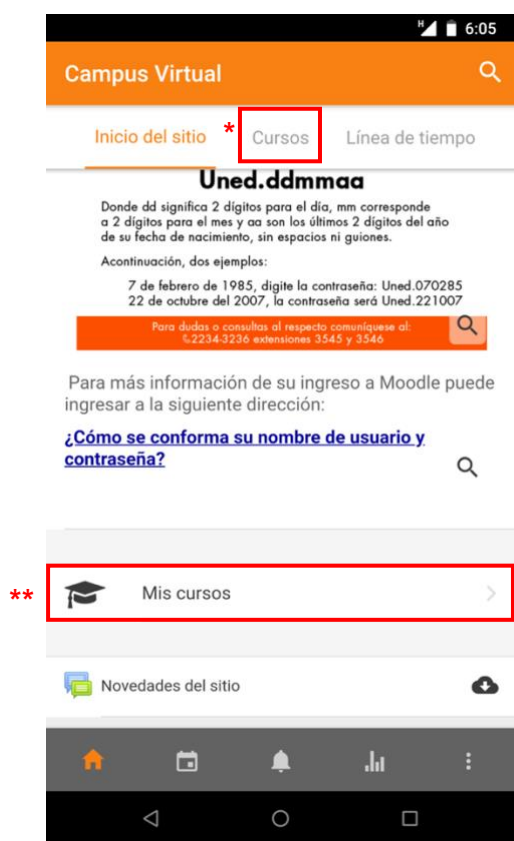 H 6:05
Campus Virtual
Inicio del sitio * Cursos Línea de tiempo
Uned.ddmmaa
Donde dd significa 2 dígitos para el día, mm corresponde
a 2 dígitos para el mes y aa son los últimos 2 dígitos del año
de su fecha de nacimiento, sin espacios ni guiones.
Acontinuación, dos ejemplos:
7 de febrero de 1985, digite la contraseña: Uned.070285
22 de octubre del 2007, la contraseña será Uned.221007
Para dudas o consultas al respecto comuníquese al:
2234-3236 extensiones 3545 y 3546
Para más información de su ingreso a Moodle puede
ingresar a la siguiente dirección:
¿Cómo se conforma su nombre de usuario y
contraseña?
** Mis cursos
Novedades del sitio